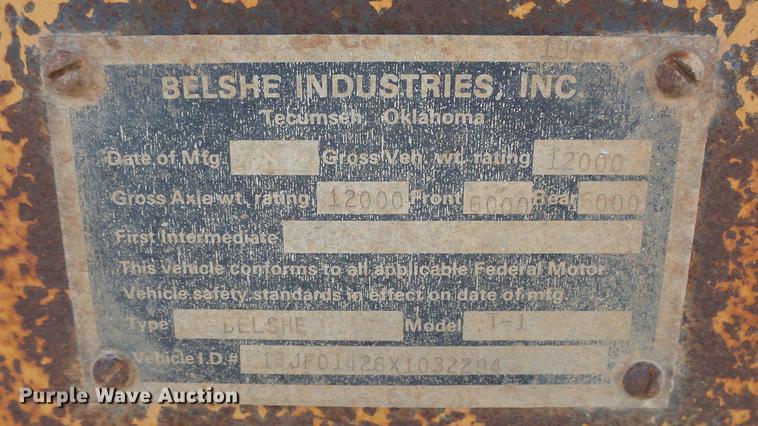 BELSHE INDUSTRIES, INC.
Tecumseh, Oklahoma
Date of Mfg. Gross Veh. wt. rating 12000
Gross Axle wt. rating 12000 Front 6000 Rear 6000
First Intermediate
This vehicle conforms to all applicable Federal Motor
Vehicle safety standards in effect on date of mfg
Type BELSHE Model
Vehicle I.D.#
Purple Wave Auction